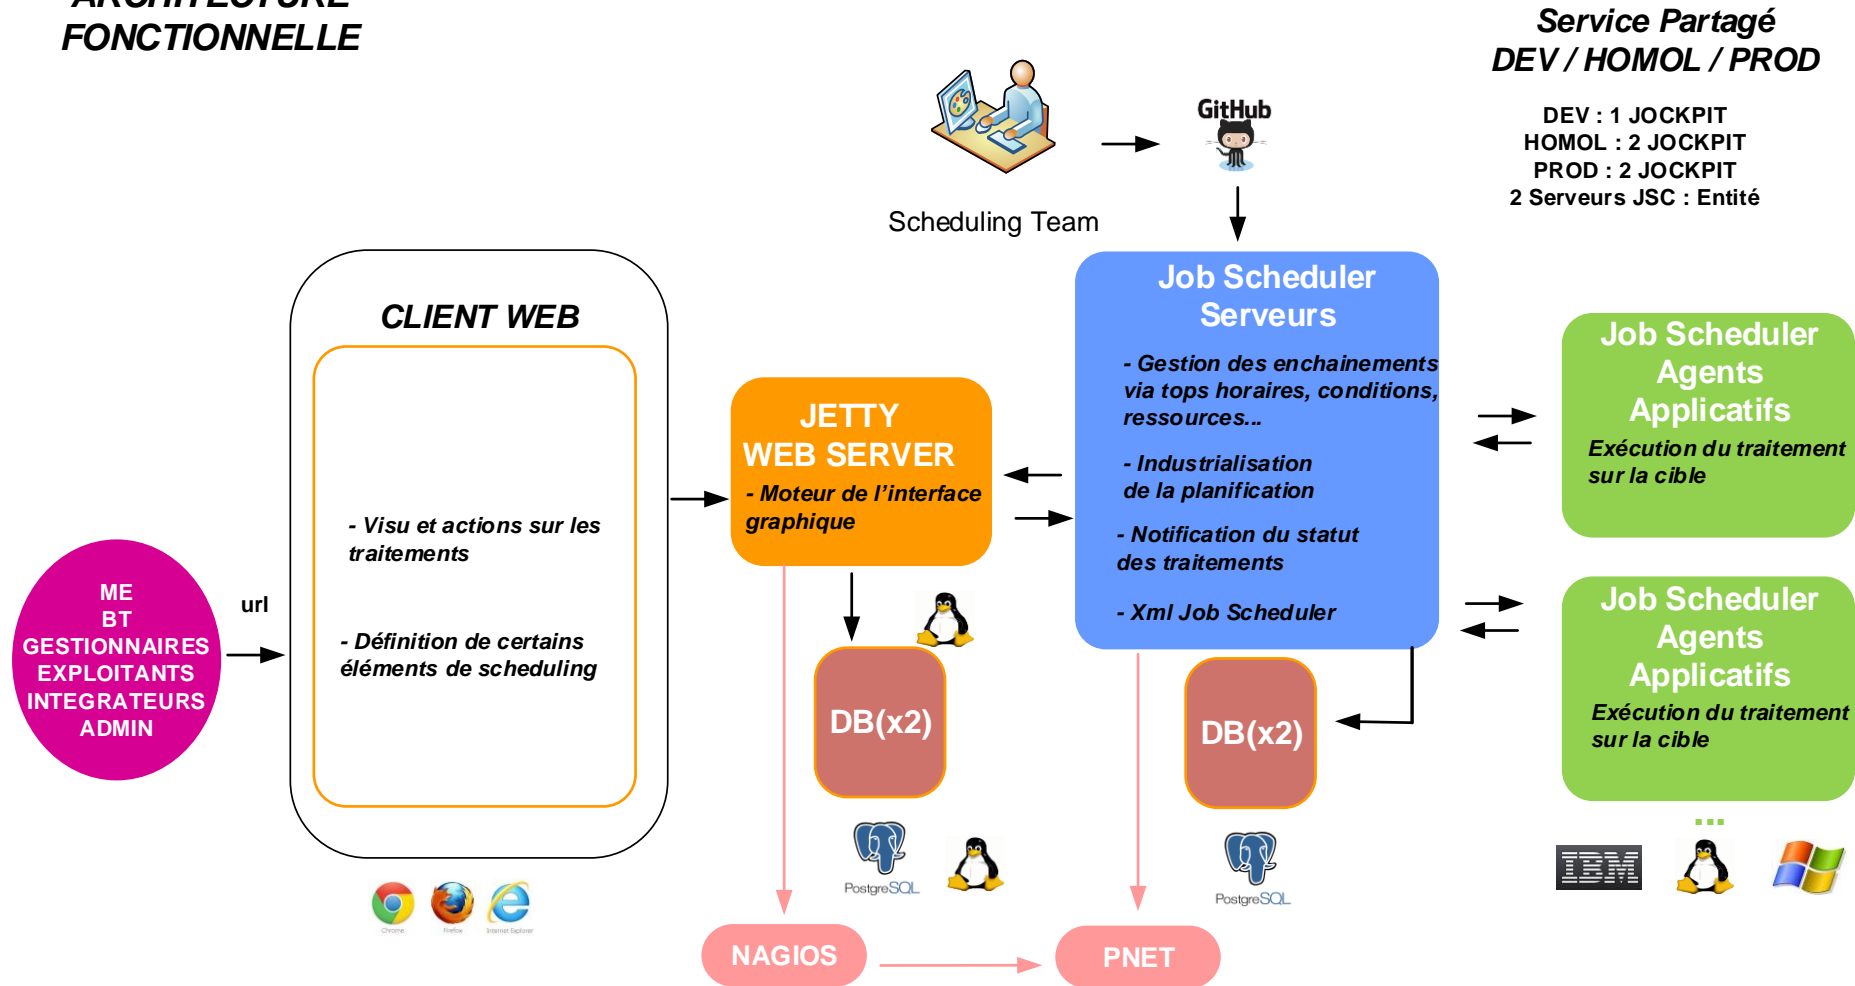 ARCHITECTURE
FONCTIONNELLE
Service Partagé
DEV / HOMOL / PROD
DEV : 1 JOCKPIT
HOMOL : 2 JOCKPIT
PROD : 2 JOCKPIT
2 Serveurs JSC : Entité
GitHub
Scheduling Team
CLIENT WEB
- Visu et actions sur les
traitements
- Définition de certains
éléments de scheduling
ME
BT
GESTIONNAIRES
EXPLOITANTS
INTEGRATEURS
ADMIN
url
JETTY
WEB SERVER
- Moteur de l’interface
graphique
Job Scheduler
Serveurs
- Gestion des enchainements
via tops horaires, conditions,
ressources...
- Industrialisation
de la planification
- Notification du statut
des traitements
- Xml Job Scheduler
Job Scheduler
Agents
Applicatifs
Exécution du traitement
sur la cible
Job Scheduler
Agents
Applicatifs
Exécution du traitement
sur la cible
...
DB(x2)
DB(x2)
PostgreSQL
PostgreSQL
IBM
Chrome
Firefox
Internet Explorer
NAGIOS
PNET